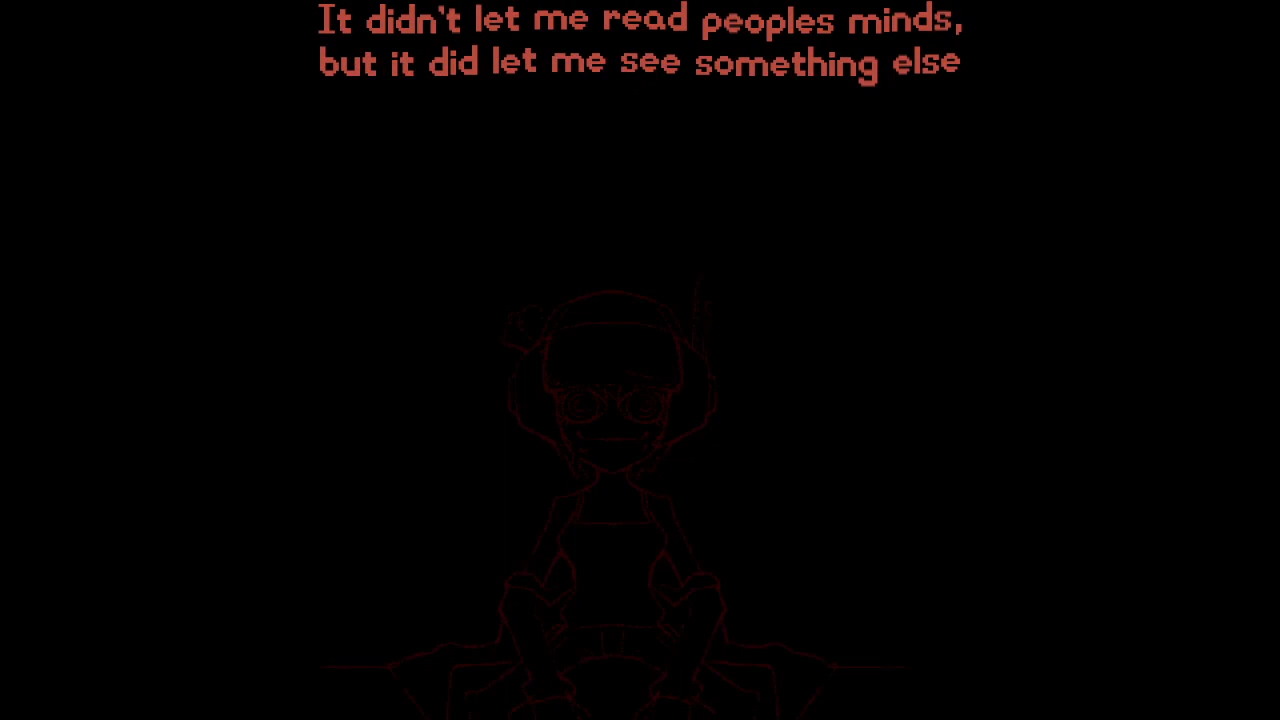 It didn't let me read peoples minds,
but it did let me see something else